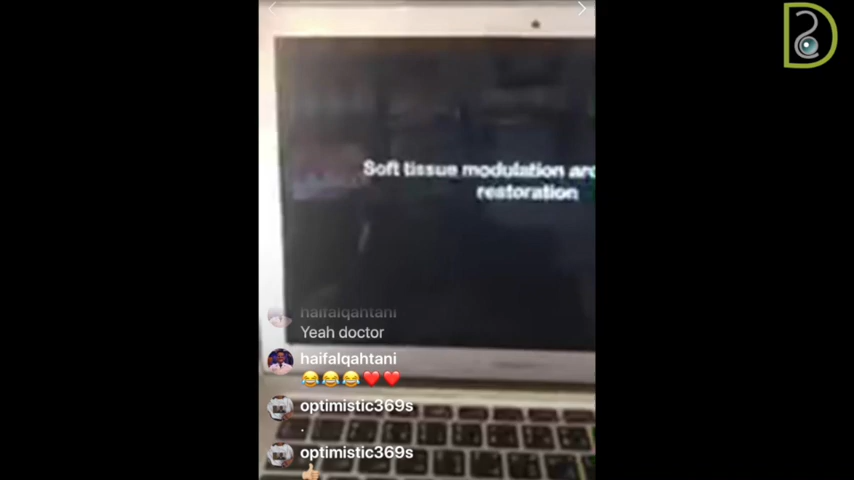 Soft tissue modulation
restoration
haifalqahtani
Yeah doctor
haifalqahtani
😂😂😂❤️❤️
optimistic369s
.
optimistic369s
👍🏼